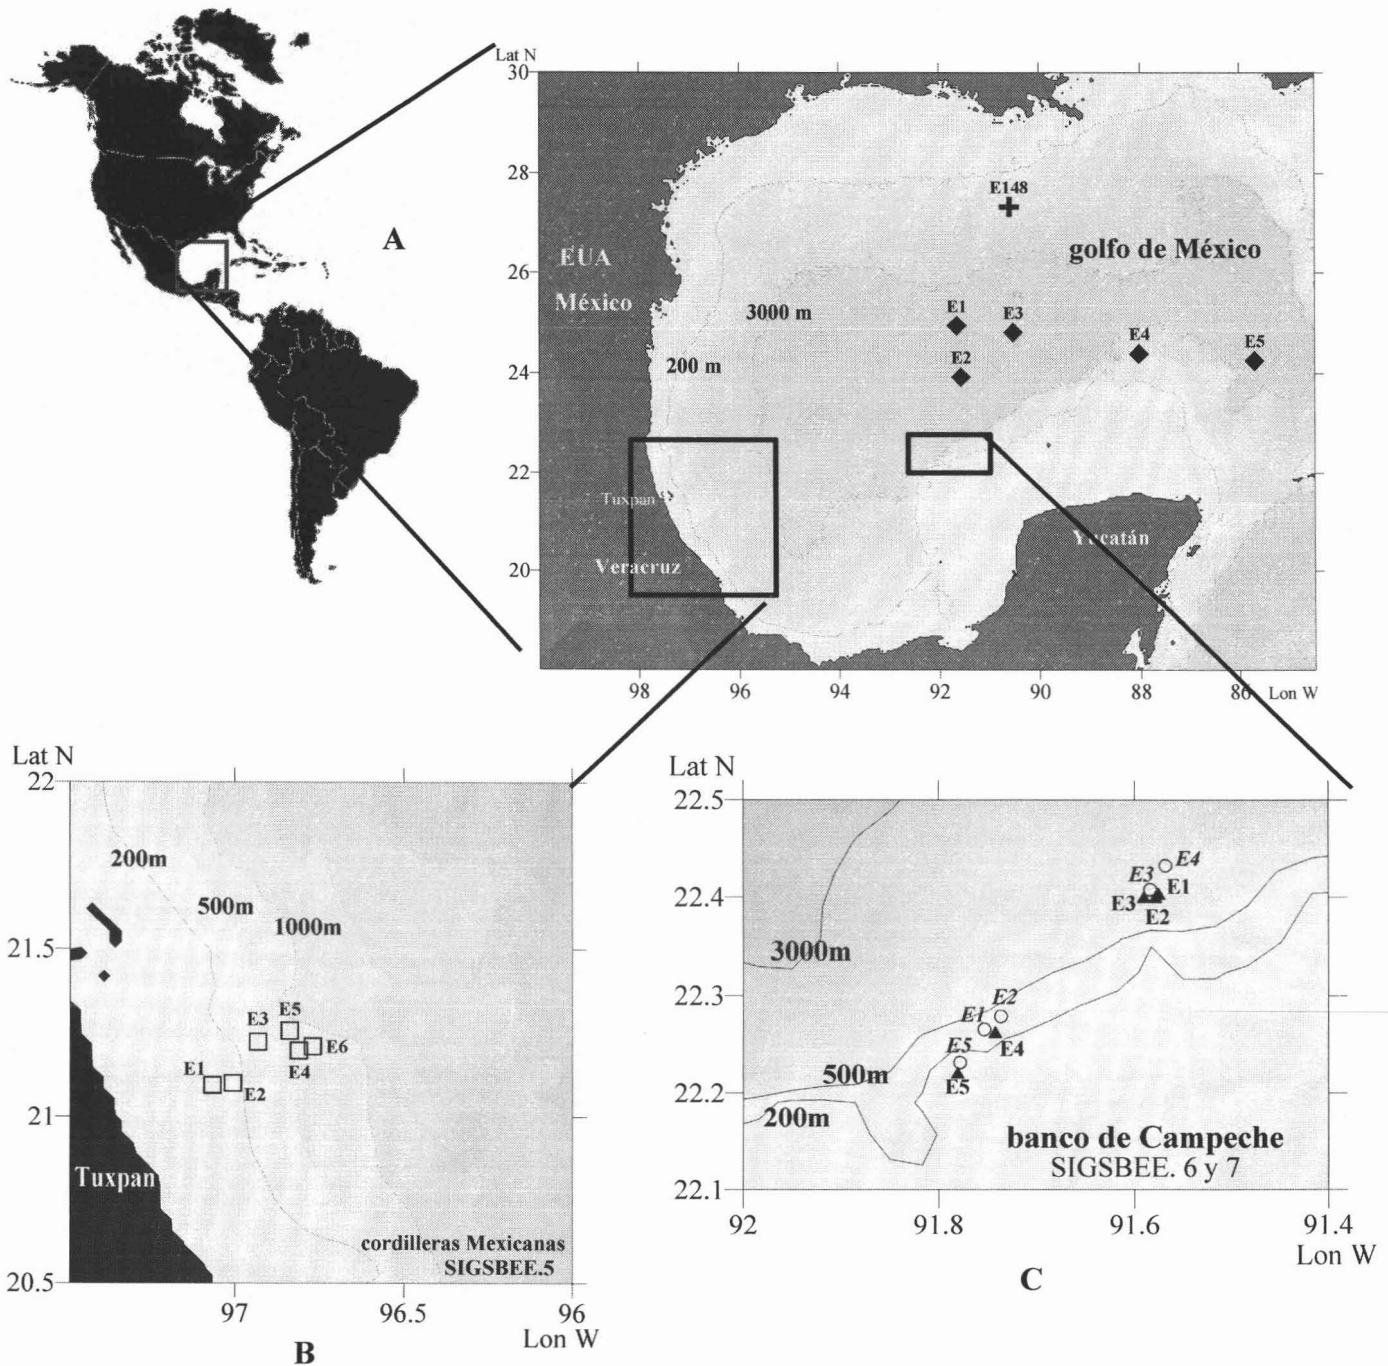 A
Lat N
30
28
26
24
22
20
E148
golfo de México
EUA
México
3000 m
200 m
E1
E3
E2
E4
E5
Tuxpan
Veracruz
Yucatán
98
96
94
92
90
88
86
Lon W
Lat N
22
21.5
21
20.5
200m
500m
1000m
E5
E3
E6
E4
E1
E2
Tuxpan
cordilleras Mexicanas
SIGSBEE.5
97
96.5
96
Lon W
B
Lat N
22.5
22.4
22.3
22.2
22.1
E4
E3
E1
E3
E2
3000m
E2
E1
E4
E5
E5
500m
200m
banco de Campeche
SIGSBEE. 6 y 7
92
91.8
91.6
91.4
Lon W
C